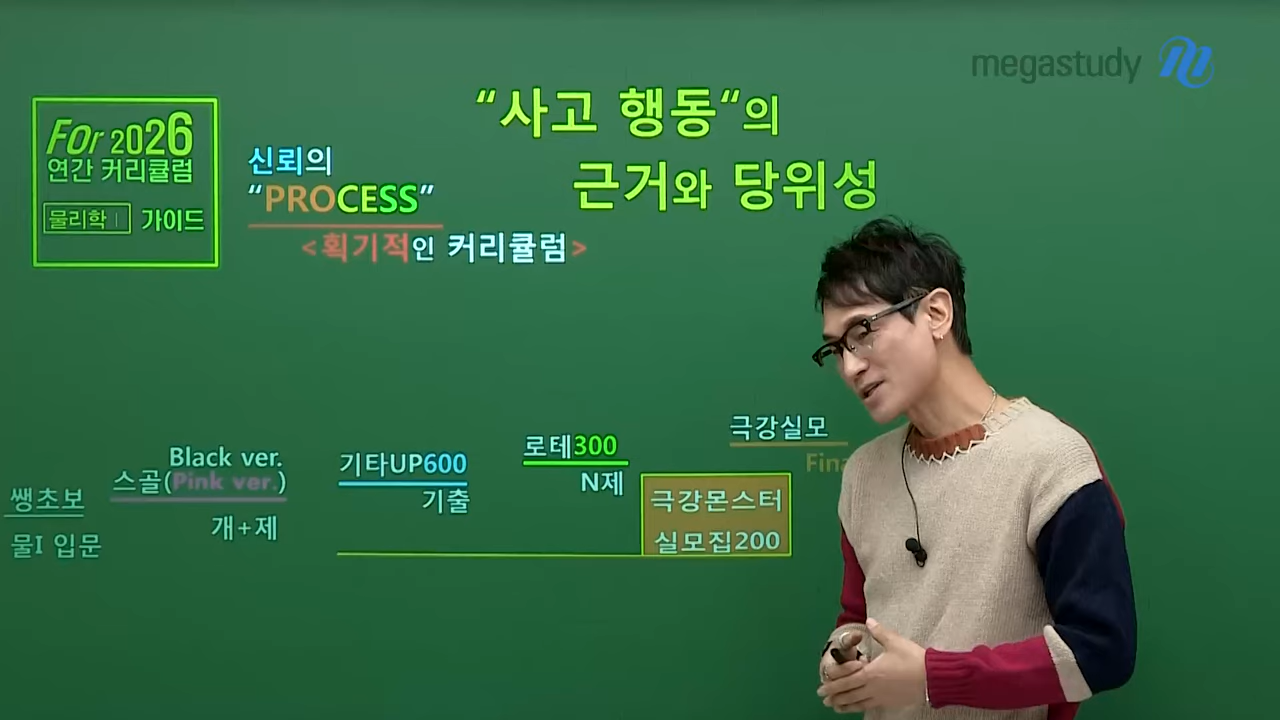 megastudy
For 2026
연간 커리큘럼
물리학 I 가이드
신뢰의
“PROCESS”
<획기적인 커리큘럼>
“사고 행동“의
근거와 당위성
쌩초보
물I 입문
Black ver.
스골(Pink ver.)
개+제
기타UP600
기출
로테300
N제
극강몬스터
실모집200
극강실모